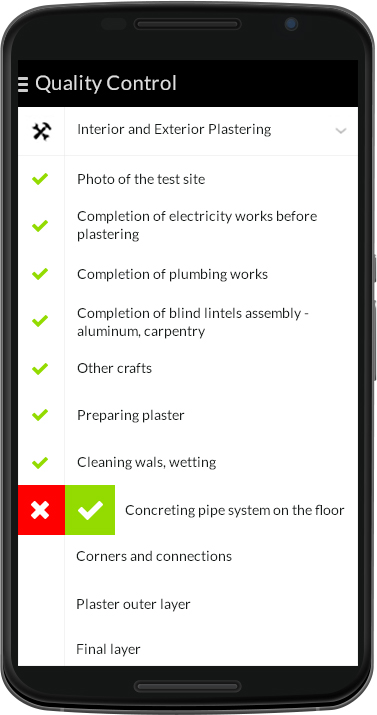 Quality Control
Interior and Exterior Plastering
Photo of the test site
Completion of electricity works before
plastering
Completion of plumbing works
Completion of blind lintels assembly -
aluminum, carpentry
Other crafts
Preparing plaster
Cleaning wals, wetting
Concreting pipe system on the floor
Corners and connections
Plaster outer layer
Final layer